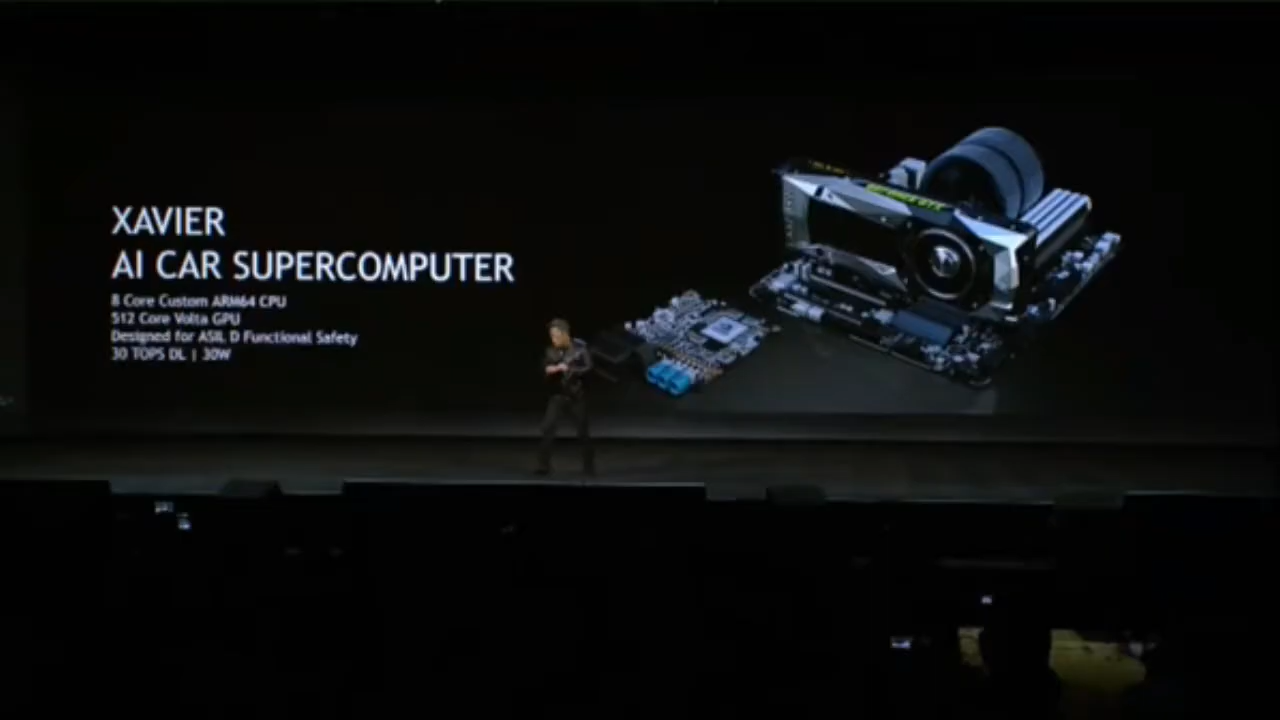 XAVIER
AI CAR SUPERCOMPUTER
8 Core Custom ARM64 CPU
512 Core Volta GPU
Designed for ASIL D Functional Safety
30 TOPS DL | 30W